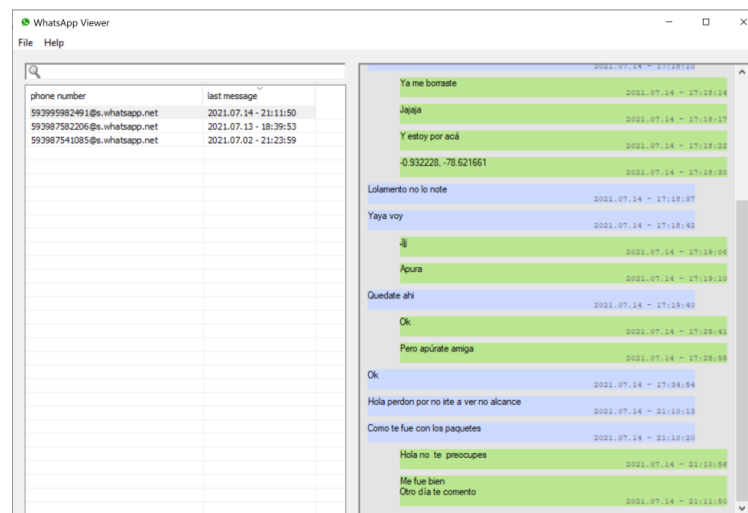 WhatsApp Viewer
File Help
phone number last message
593995982491@s.whatsapp.net 2021.07.14 - 21:11:50
593987582206@s.whatsapp.net 2021.07.13 - 18:39:53
593987541085@s.whatsapp.net 2021.07.02 - 21:23:59
2021.07.14 - 17:18:10
Ya me borraste
2021.07.14 - 17:18:14
Jajaja
2021.07.14 - 17:18:17
Y estoy por acá
2021.07.14 - 17:18:22
-0.932228, -78.621661
2021.07.14 - 17:18:30
Lolamento no lo note
2021.07.14 - 17:18:37
Yaya voy
2021.07.14 - 17:18:42
Jjj
2021.07.14 - 17:19:06
Apura
2021.07.14 - 17:19:10
Quedate ahi
2021.07.14 - 17:19:40
Ok
2021.07.14 - 17:25:41
Pero apúrate amiga
2021.07.14 - 17:25:55
Ok
2021.07.14 - 17:34:54
Hola perdon por no irte a ver no alcance
2021.07.14 - 21:10:13
Como te fue con los paquetes
2021.07.14 - 21:10:20
Hola no te preocupes
2021.07.14 - 21:10:56
Me fue bien
Otro día te comento
2021.07.14 - 21:11:50